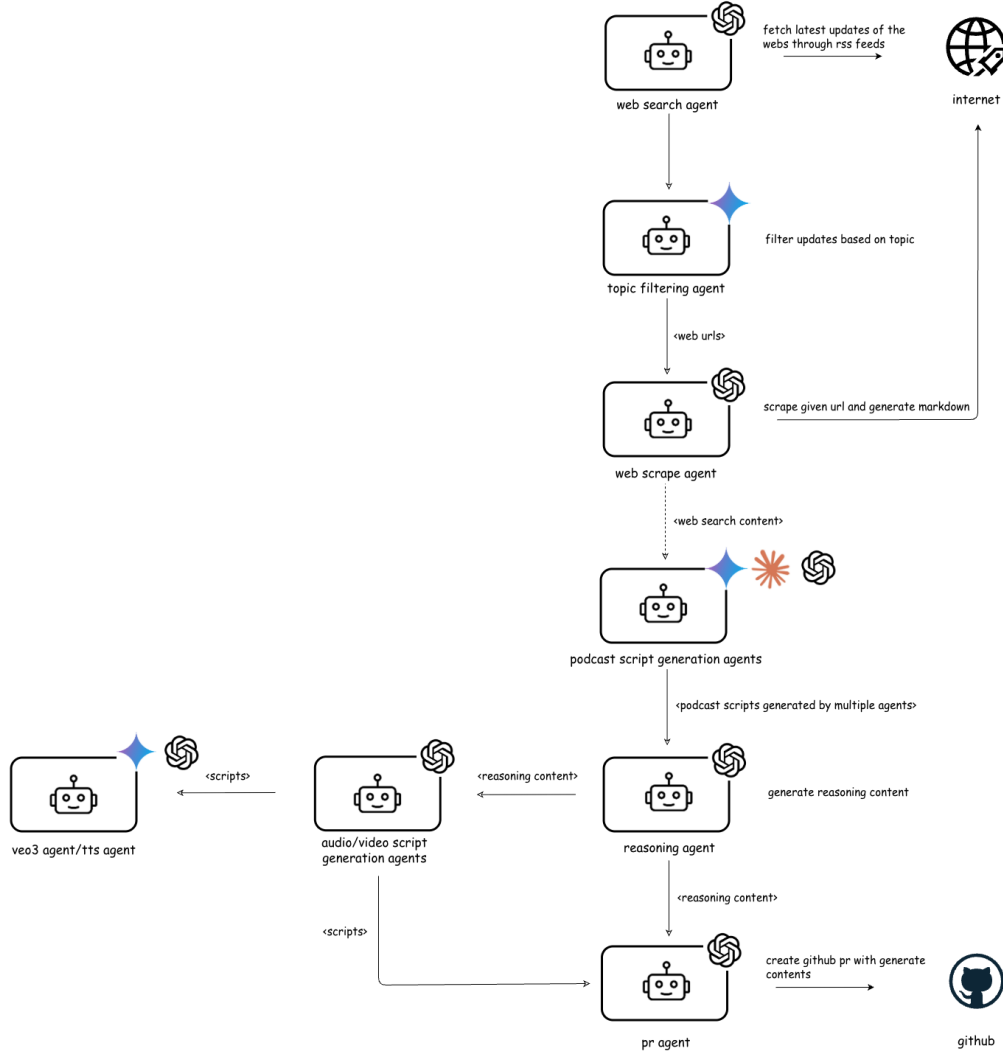 fetch latest updates of the
webs through rss feeds
internet
web search agent
filter updates based on topic
topic filtering agent
<web urls>
scrape given url and generate markdown
web scrape agent
<web search content>
podcast script generation agents
<podcast scripts generated by multiple agents>
<scripts>
<reasoning content>
generate reasoning content
veo3 agent/tts agent
audio/video script
generation agents
reasoning agent
<reasoning content>
<scripts>
create github pr with generate
contents
pr agent
github